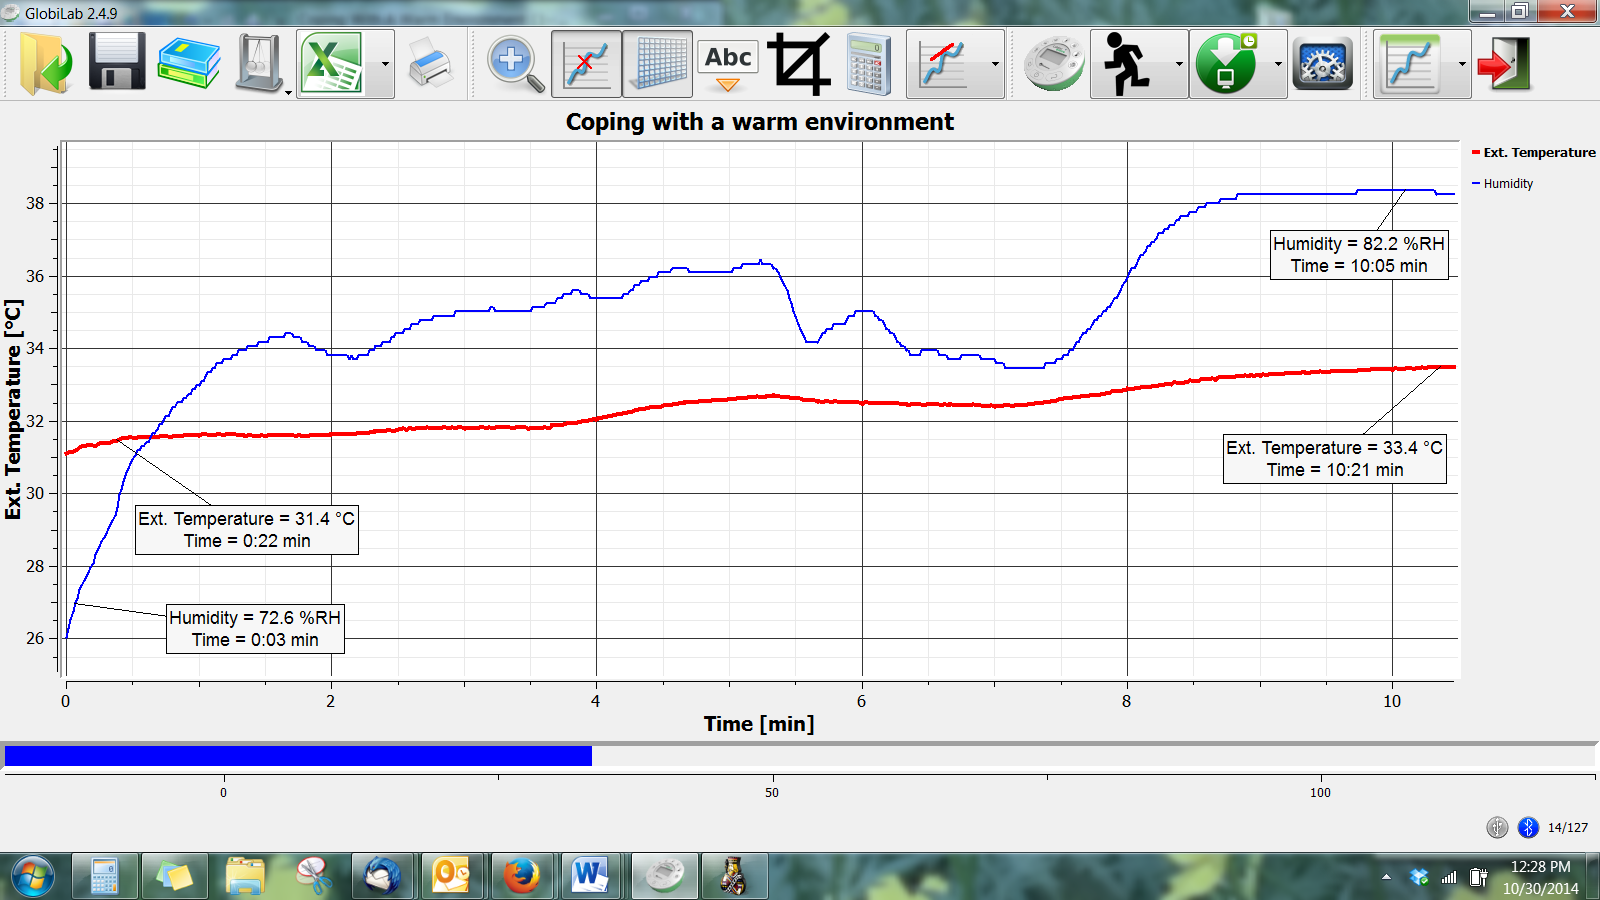 GlobiLab 2.4.9
Abc
Coping with a warm environment
Ext. Temperature
Humidity
38
36
34
32
30
28
26
Ext. Temperature [°C]
Humidity = 82.2 %RH
Time = 10:05 min
Ext. Temperature = 33.4 °C
Time = 10:21 min
Ext. Temperature = 31.4 °C
Time = 0:22 min
Humidity = 72.6 %RH
Time = 0:03 min
0 2 4 6 8 10
Time [min]
0 50 100
14/127
12:28 PM
10/30/2014